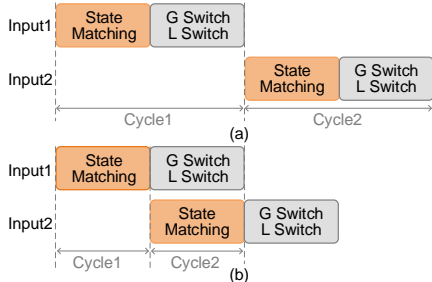 Input1
State
Matching
G Switch
L Switch
Input2
State
Matching
G Switch
L Switch
Cycle1
Cycle2
(a)
Input1
State
Matching
G Switch
L Switch
Input2
State
Matching
G Switch
L Switch
Cycle1
Cycle2
(b)